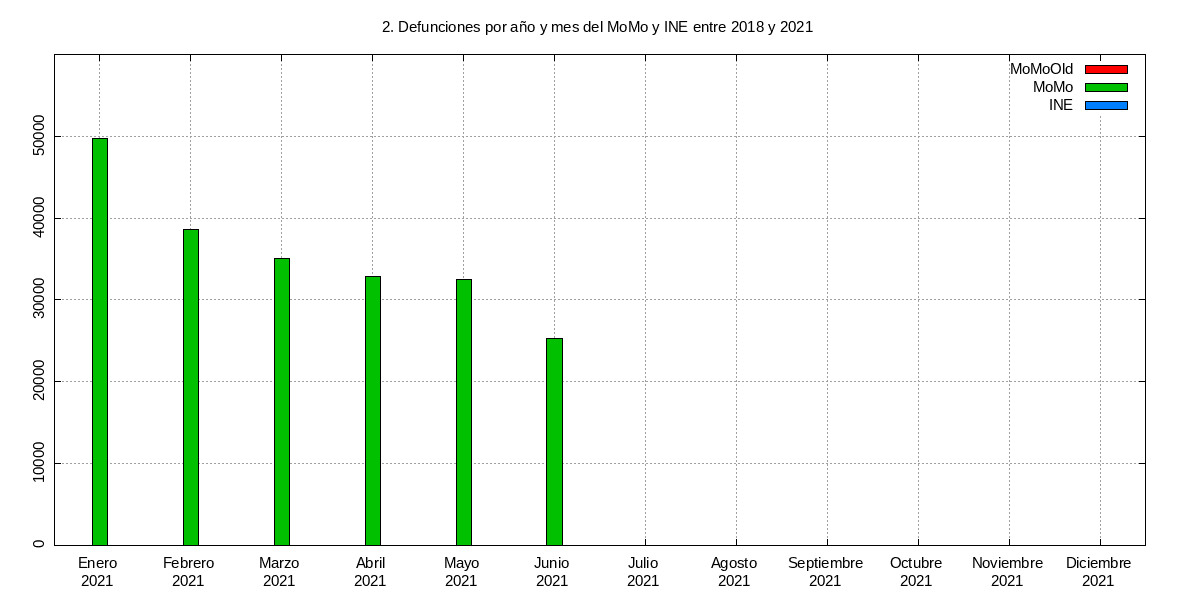 2. Defunciones por año y mes del MoMo y INE entre 2018 y 2021
MoMoOld
MoMo
INE
50000
40000
30000
20000
10000
0
Enero Febrero Marzo Abril Mayo Junio Julio Agosto Septiembre Octubre Noviembre Diciembre
2021 2021 2021 2021 2021 2021 2021 2021 2021 2021 2021 2021